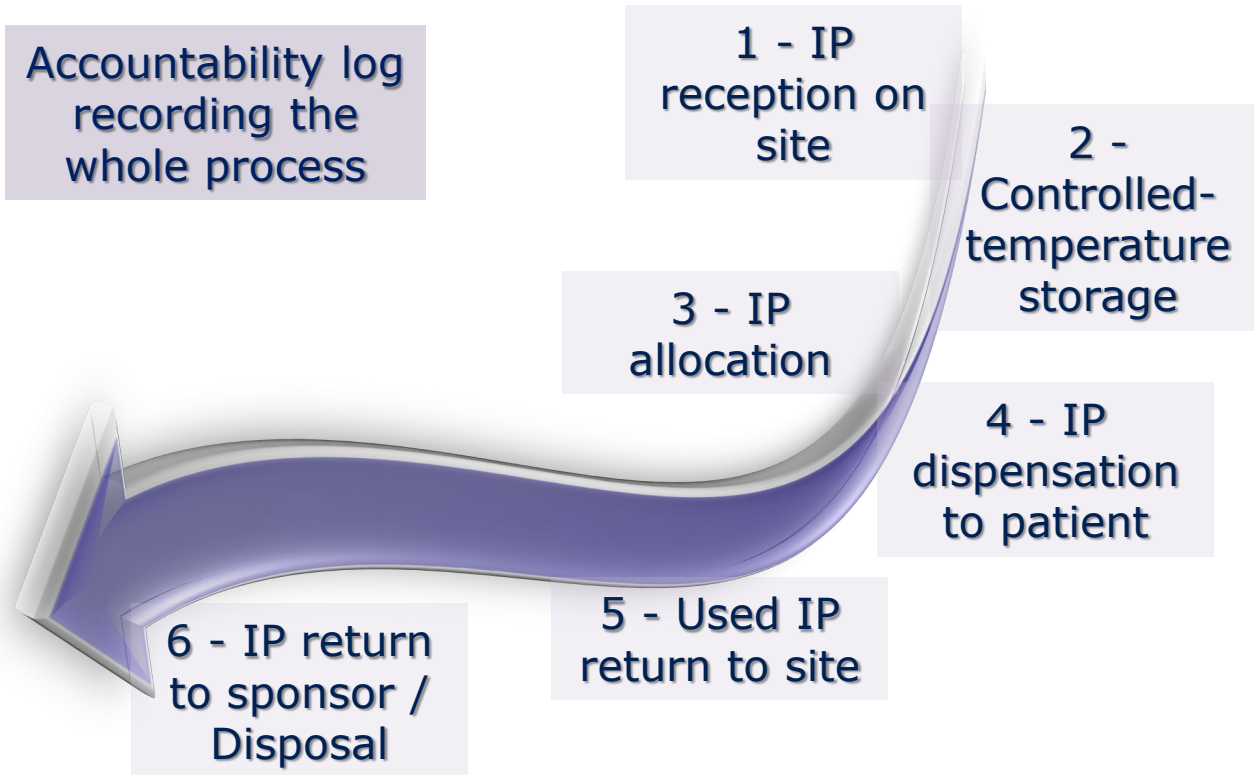 Accountability log
recording the
whole process
1 - IP
reception on
site
2 -
Controlled-
temperature
storage
3 - IP
allocation
4 - IP
dispensation
to patient
5 - Used IP
return to site
6 - IP return
to sponsor /
Disposal